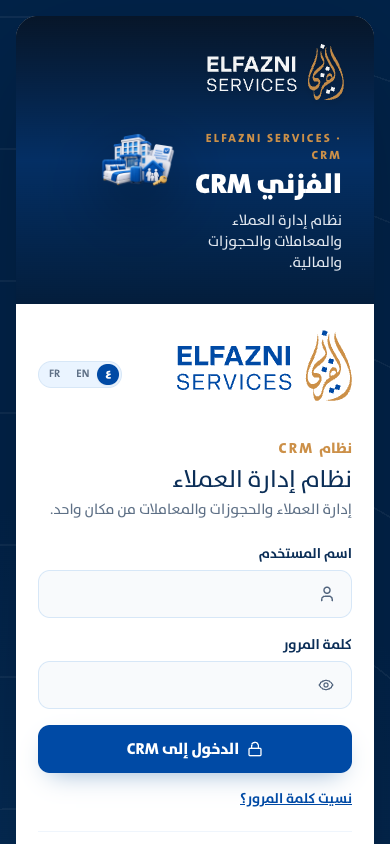 ELFAZNI
SERVICES
ELFAZNI SERVICES ·
CRM
الفزني CRM
نظام إدارة العملاء
والمعاملات والحجوزات
والمالية.
ELFAZNI
SERVICES
ع EN FR
نظام CRM
نظام إدارة العملاء
إدارة العملاء والحجوزات والمعاملات من مكان واحد.
اسم المستخدم
كلمة المرور
الدخول إلى CRM
نسيت كلمة المرور؟